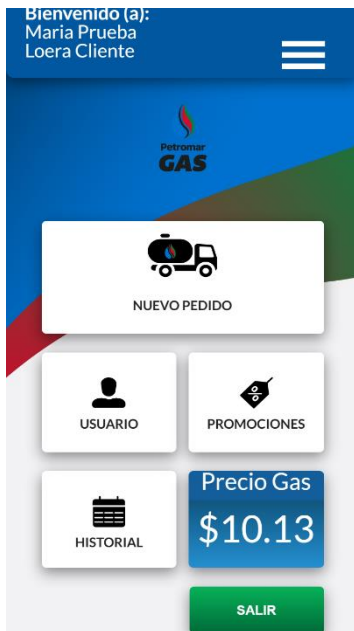 Bienvenido (a):
Maria Prueba
Loera Cliente
Petromar
GAS
NUEVO PEDIDO
USUARIO
PROMOCIONES
HISTORIAL
Precio Gas
$10.13
SALIR